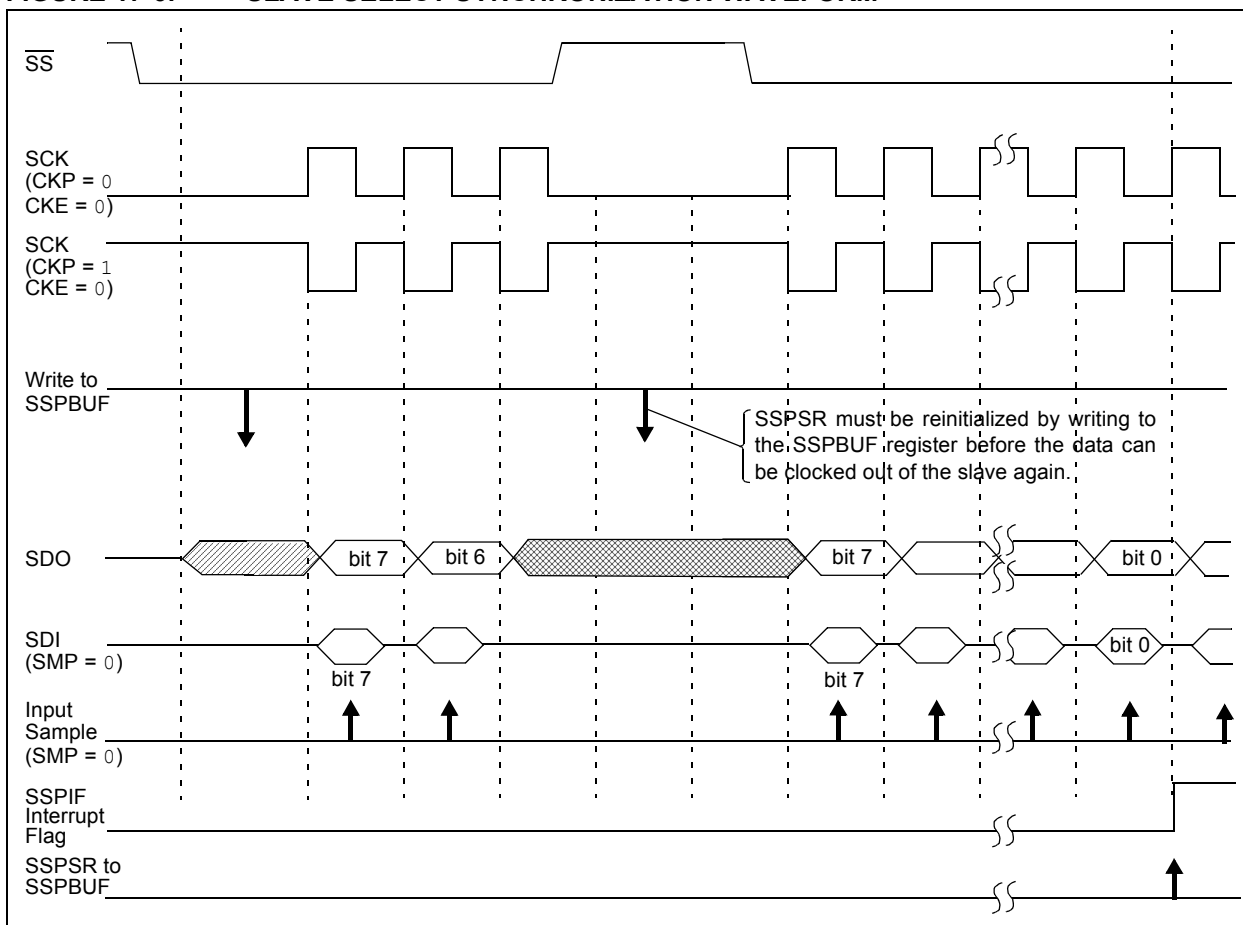 SS
SCK
(CKP = 0
CKE = 0)
SCK
(CKP = 1
CKE = 0)
Write to
SSPBUF
SSPSR must be reinitialized by writing to
the SSPBUF register before the data can
be clocked out of the slave again.
SDO
bit 7
bit 6
bit 7
bit 0
SDI
(SMP = 0)
bit 7
bit 7
bit 0
Input
Sample
(SMP = 0)
SSPIF
Interrupt
Flag
SSPSR to
SSPBUF